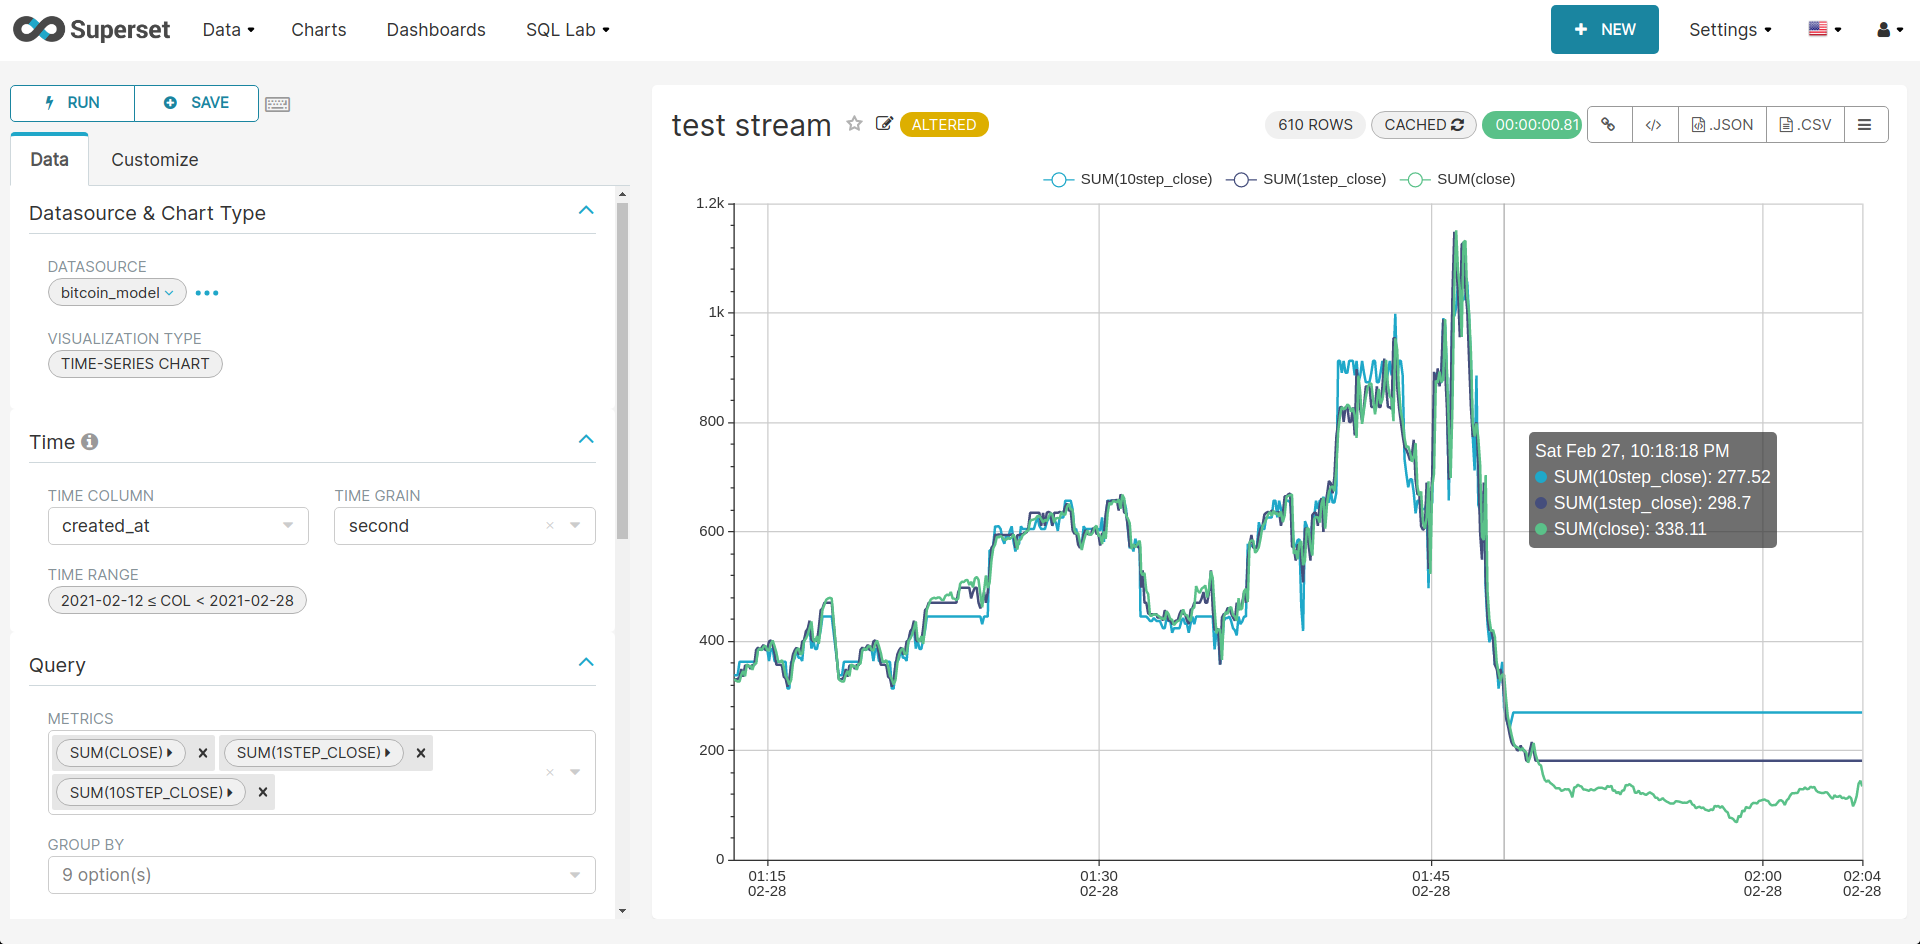 Superset Data Charts Dashboards SQL Lab + NEW Settings
RUN SAVE
Data Customize
Datasource & Chart Type
DATASOURCE
bitcoin_model
VISUALIZATION TYPE
TIME-SERIES CHART
Time
TIME COLUMN TIME GRAIN
created_at second
TIME RANGE
2021-02-12 ≤ COL < 2021-02-28
Query
METRICS
SUM(CLOSE) SUM(1STEP_CLOSE)
SUM(10STEP_CLOSE)
GROUP BY
9 option(s)
test stream ALTERED 610 ROWS CACHED 00:00:00.81 </> .JSON .CSV
SUM(10step_close) SUM(1step_close) SUM(close)
1.2k
1k
800
600
400
200
0
Sat Feb 27, 10:18:18 PM
SUM(10step_close): 277.52
SUM(1step_close): 298.7
SUM(close): 338.11
01:15 01:30 01:45 02:00 02:04
02-28 02-28 02-28 02-28 02-28